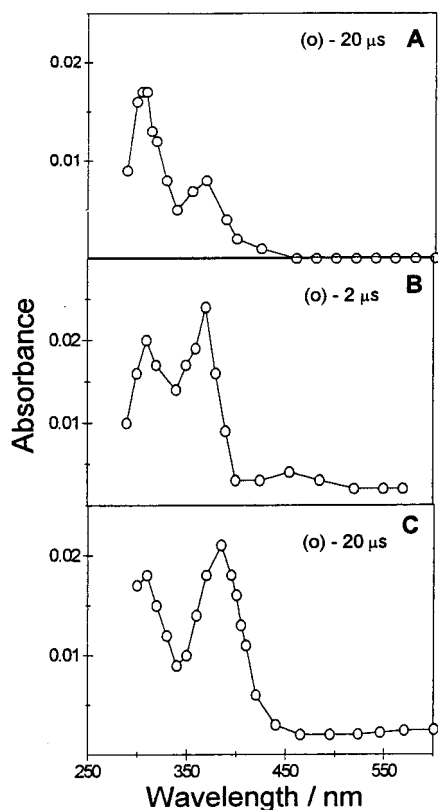 (o) - 20 µs A
0.02
0.01
(o) - 2 µs B
0.02
0.01
(o) - 20 µs C
0.02
0.01
Absorbance
250 350 450 550
Wavelength / nm